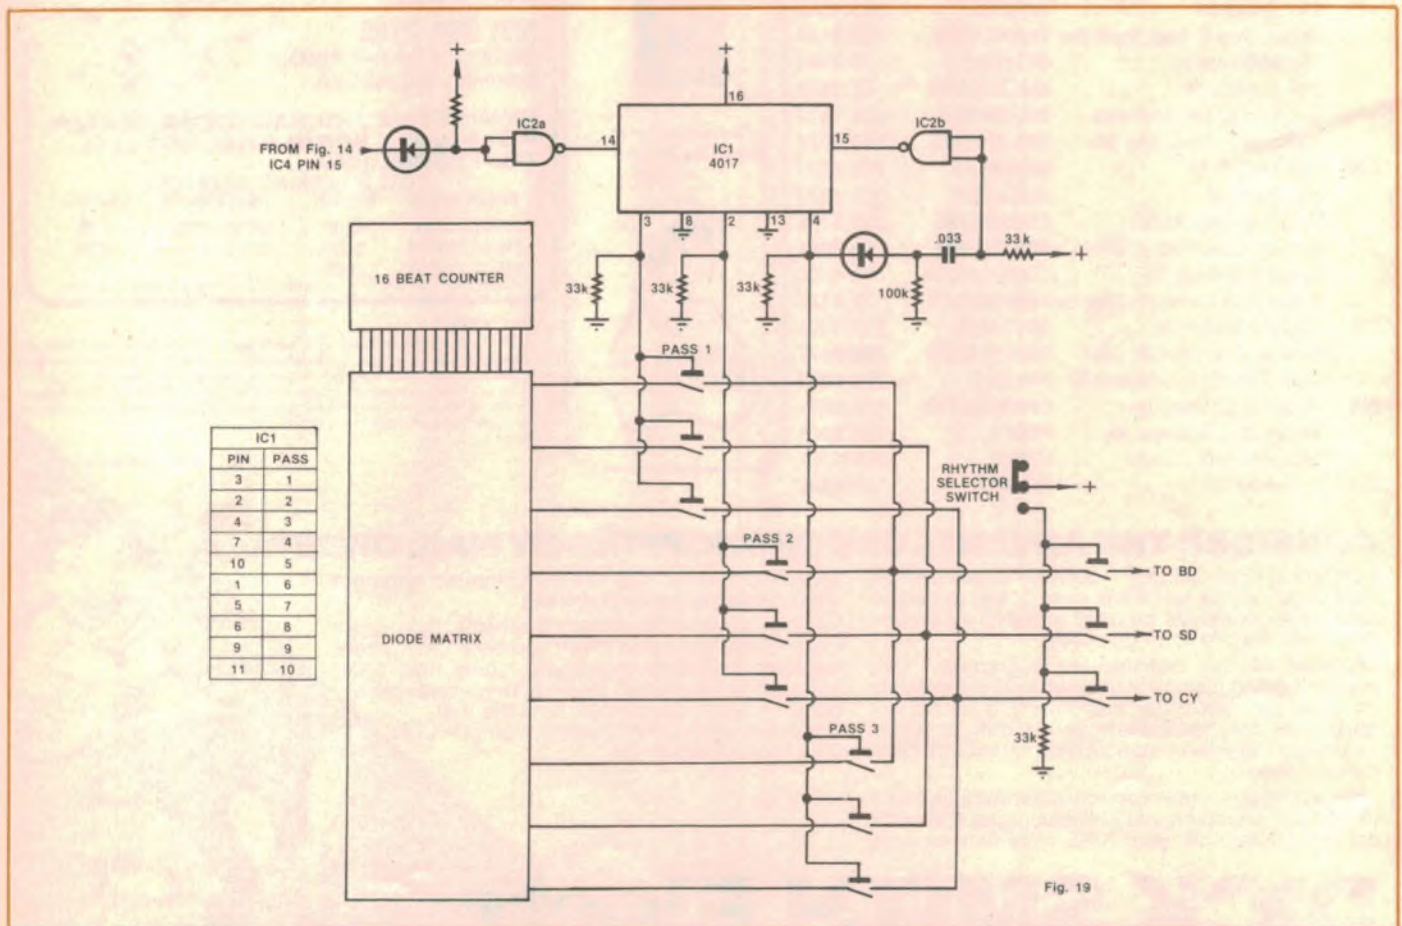 +
+
IC2a
16
IC2b
FROM Fig. 14
IC4 PIN 15
14
IC1
4017
15
3
8
2
13
4
.033
33k
+
33k
33k
33k
100k
16 BEAT COUNTER
PASS 1
IC1
PIN PASS
3 1
2 2
4 3
7 4
10 5
1 6
5 7
6 8
9 9
11 10
RHYTHM
SELECTOR
SWITCH
+
PASS 2
TO BD
DIODE MATRIX
TO SD
TO CY
PASS 3
33k
Fig. 19